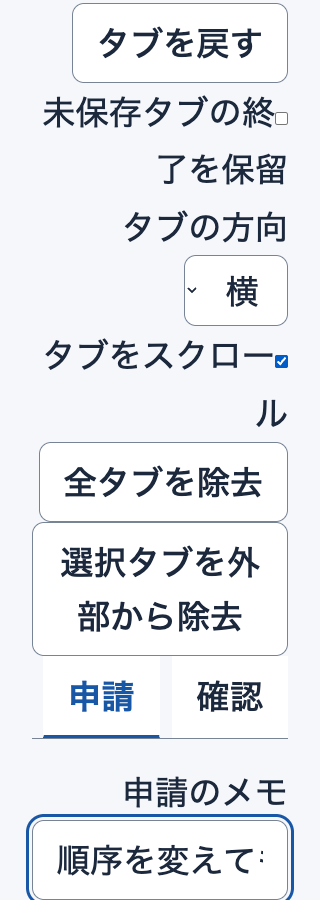 タブを戻す
未保存タブの終
了を保留
タブの方向
横
タブをスクロー
ル
全タブを除去
選択タブを外
部から除去
申請 確認
申請のメモ
順序を変えて